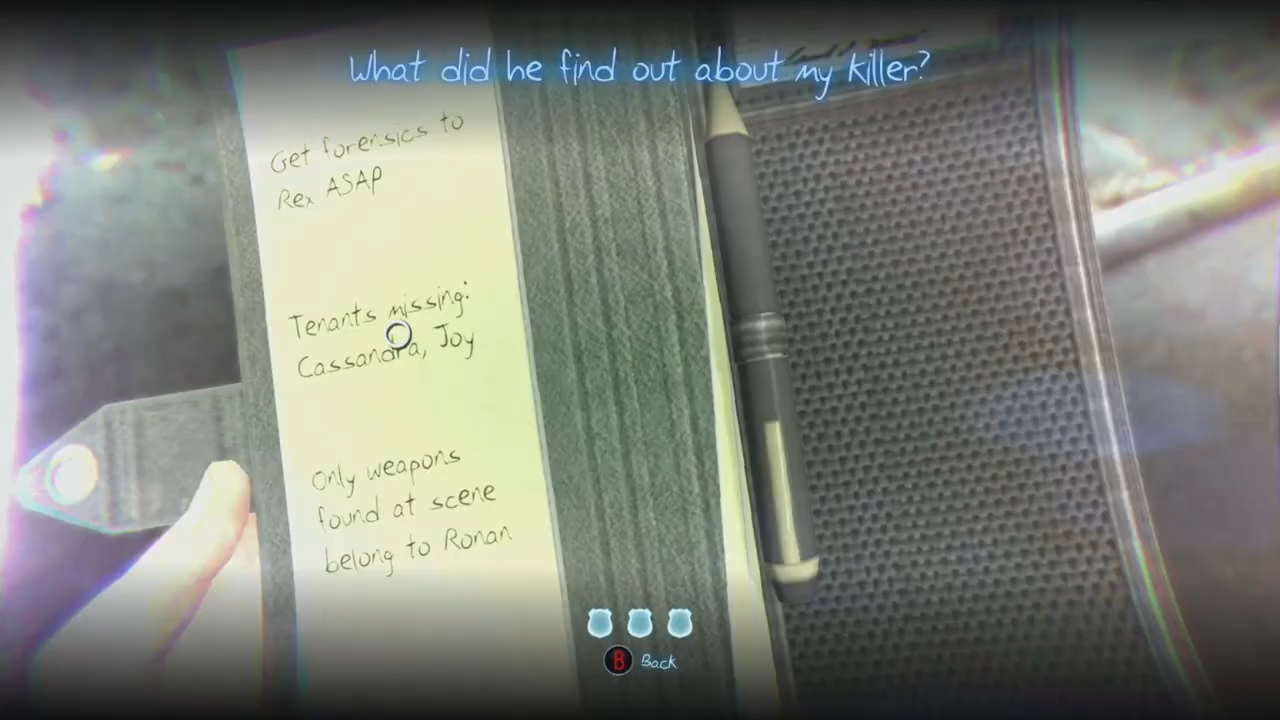 What did he find out about my killer?
Get forensics to
Rex ASAP
Tenants missing:
Cassandra, Joy
Only weapons
found at scene
belong to Ronan
B Back